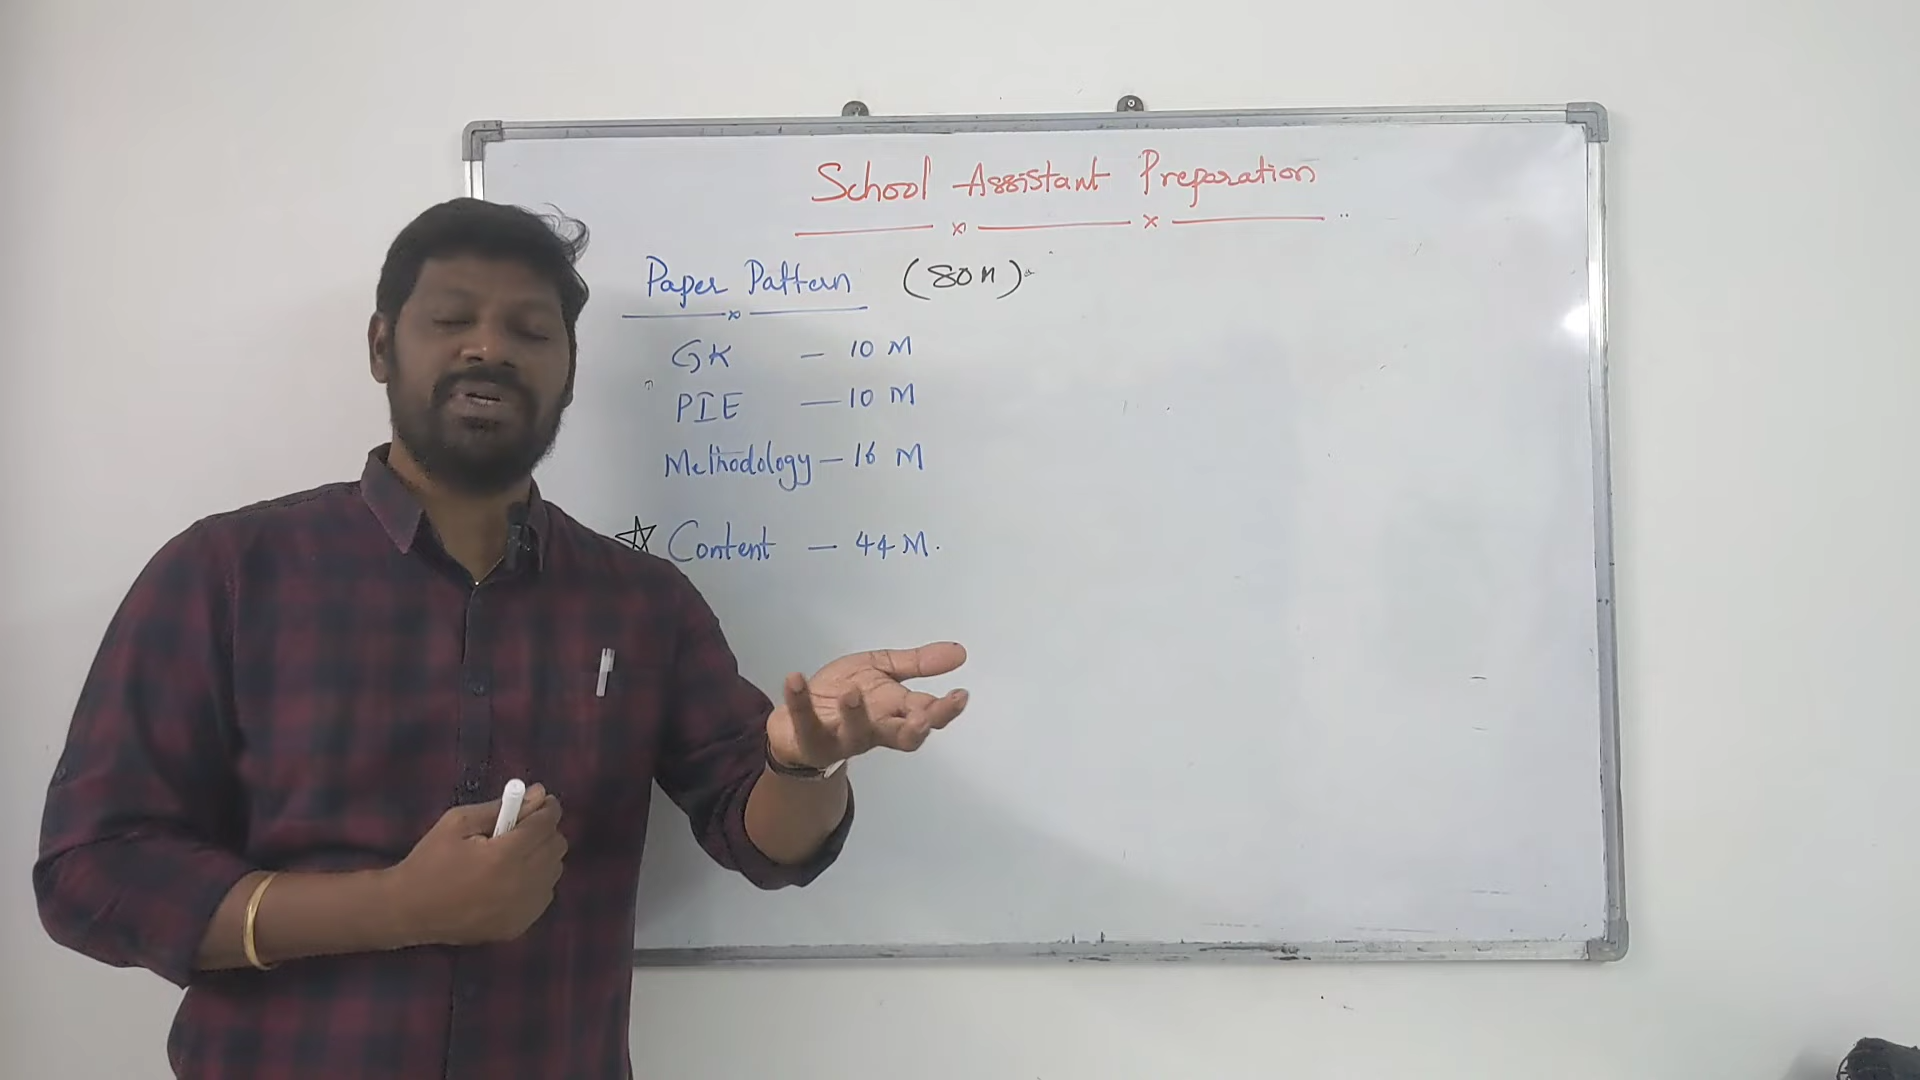 School Assistant Preparation
Paper Pattern (80M)
GK - 10 M
PIE - 10 M
Methodology - 16 M
☆ Content - 44 M.